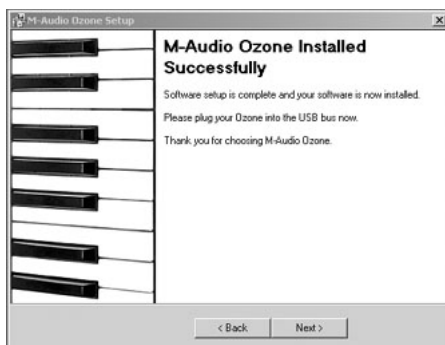 M-Audio Ozone Setup
M-Audio Ozone Installed
Successfully
Software setup is complete and your software is now installed.
Please plug your Ozone into the USB bus now.
Thank you for choosing M-Audio Ozone.
< Back Next >